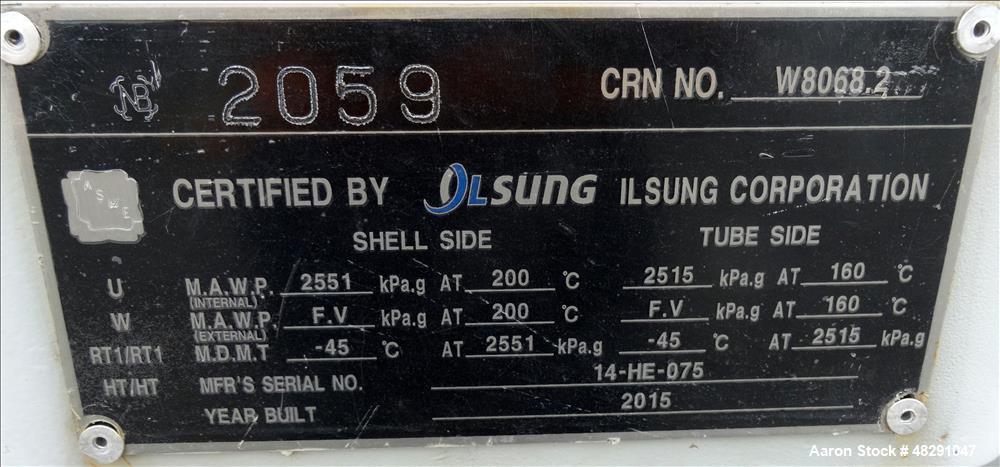 NB 2059 CRN NO. W8068.2
ASME CERTIFIED BY ILSUNG ILSUNG CORPORATION
SHELL SIDE TUBE SIDE
U M.A.W.P. (INTERNAL) 2551 kPa.g AT 200 °C 2515 kPa.g AT 160 °C
W M.A.W.P. (EXTERNAL) F.V kPa.g AT 200 °C F.V kPa.g AT 160 °C
RT1/RT1 M.D.M.T -45 °C AT 2551 kPa.g -45 °C AT 2515 kPa.g
HT/HT MFR'S SERIAL NO. 14-HE-075
YEAR BUILT 2015
Aaron Stock # 48291047